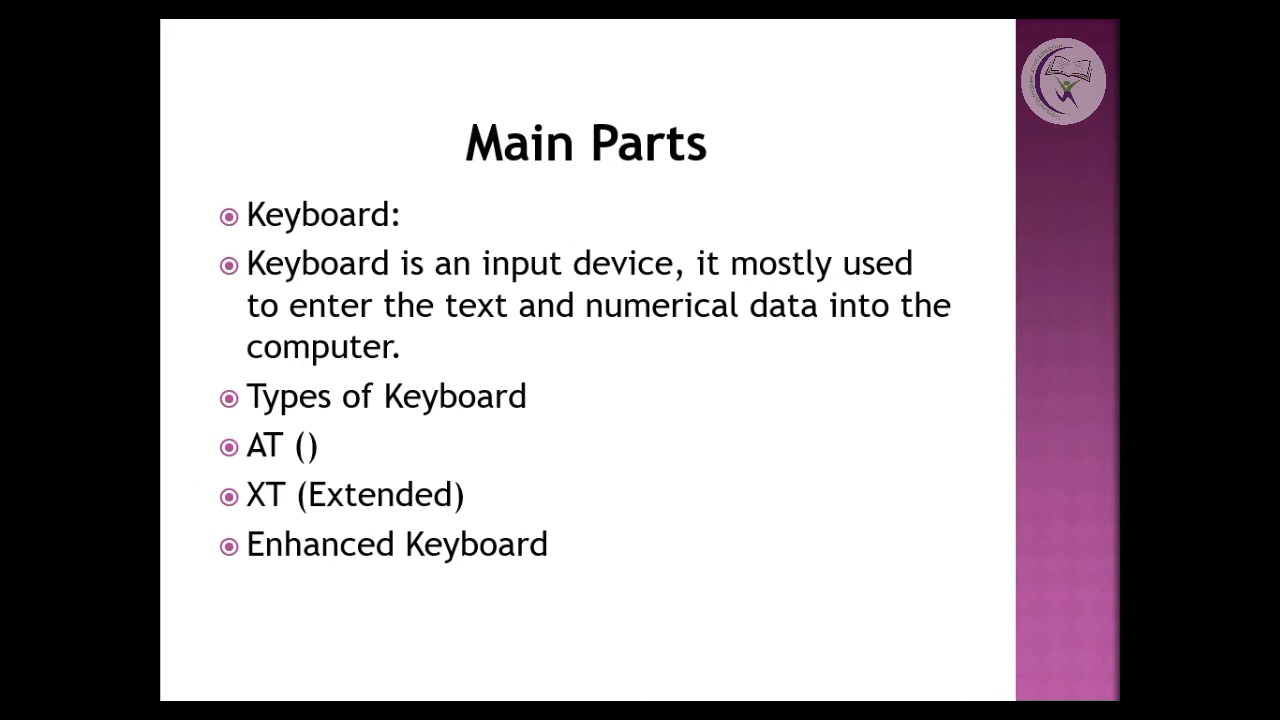 Main Parts
Keyboard:
Keyboard is an input device, it mostly used
to enter the text and numerical data into the
computer.
Types of Keyboard
AT ()
XT (Extended)
Enhanced Keyboard